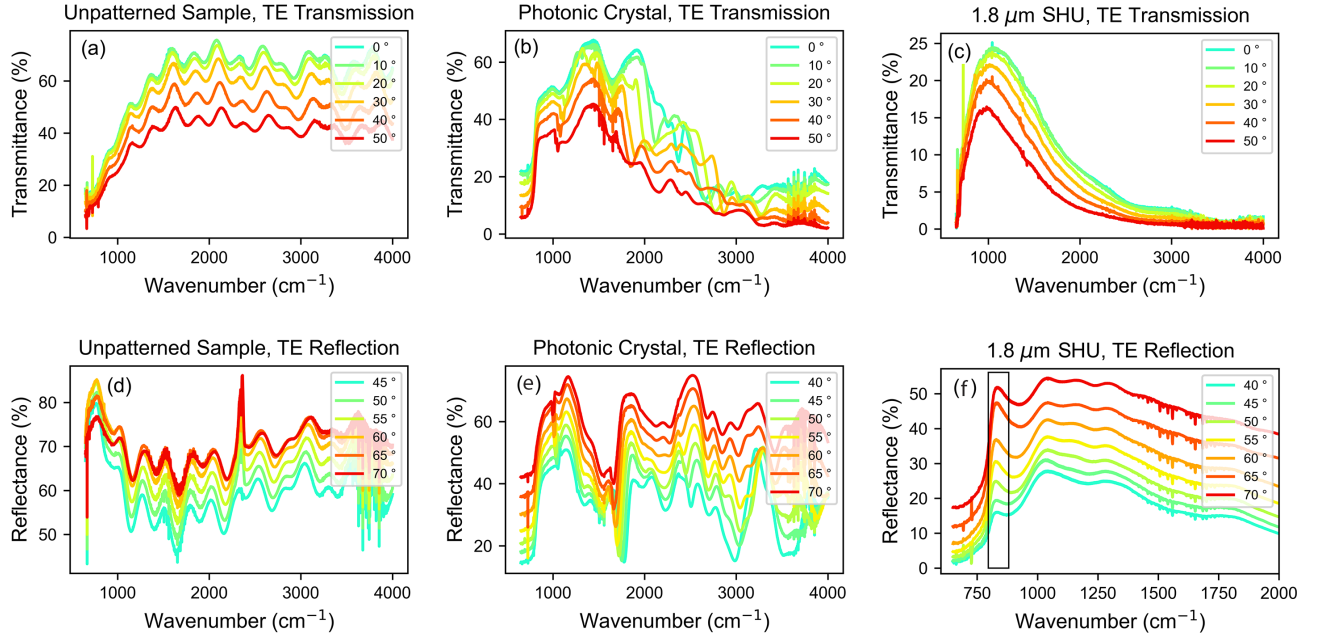 Unpatterned Sample, TE Transmission
(a)
0 °
10 °
20 °
30 °
40 °
50 °
Transmittance (%)
60
40
20
0
1000 2000 3000 4000
Wavenumber (cm⁻¹)
Photonic Crystal, TE Transmission
(b)
0 °
10 °
20 °
30 °
40 °
50 °
Transmittance (%)
60
40
20
0
1000 2000 3000 4000
Wavenumber (cm⁻¹)
1.8 μm SHU, TE Transmission
(c)
0 °
10 °
20 °
30 °
40 °
50 °
Transmittance (%)
25
20
15
10
5
0
1000 2000 3000 4000
Wavenumber (cm⁻¹)
Unpatterned Sample, TE Reflection
(d)
45 °
50 °
55 °
60 °
65 °
70 °
Reflectance (%)
80
70
60
50
1000 2000 3000 4000
Wavenumber (cm⁻¹)
Photonic Crystal, TE Reflection
(e)
40 °
45 °
50 °
55 °
60 °
65 °
70 °
Reflectance (%)
60
40
20
1000 2000 3000 4000
Wavenumber (cm⁻¹)
1.8 μm SHU, TE Reflection
(f)
40 °
45 °
50 °
55 °
60 °
65 °
70 °
Reflectance (%)
50
40
30
20
10
0
750 1000 1250 1500 1750 2000
Wavenumber (cm⁻¹)